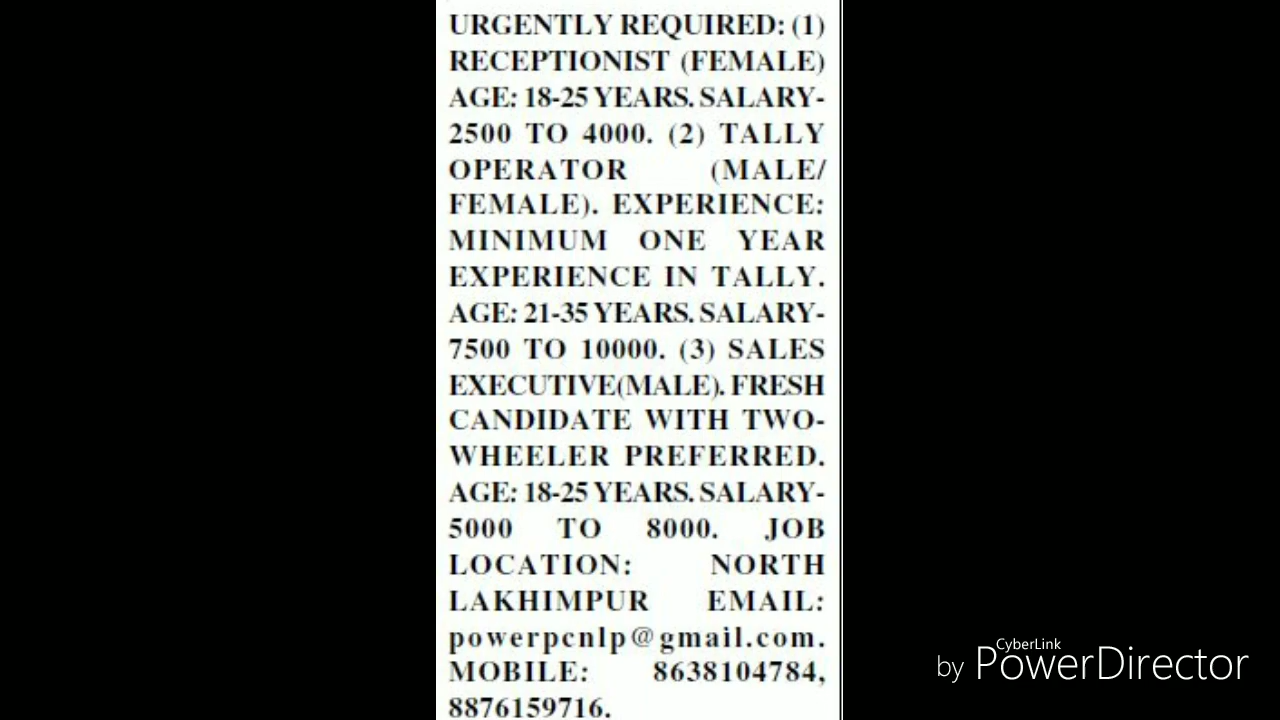 URGENTLY REQUIRED: (1)
RECEPTIONIST (FEMALE)
AGE: 18-25 YEARS. SALARY-
2500 TO 4000. (2) TALLY
OPERATOR (MALE/
FEMALE). EXPERIENCE:
MINIMUM ONE YEAR
EXPERIENCE IN TALLY.
AGE: 21-35 YEARS. SALARY-
7500 TO 10000. (3) SALES
EXECUTIVE(MALE). FRESH
CANDIDATE WITH TWO-
WHEELER PREFERRED.
AGE: 18-25 YEARS. SALARY-
5000 TO 8000. JOB
LOCATION: NORTH
LAKHIMPUR EMAIL:
powerpcnlp@gmail.com.
MOBILE: 8638104784,
8876159716.
CyberLink
by PowerDirector